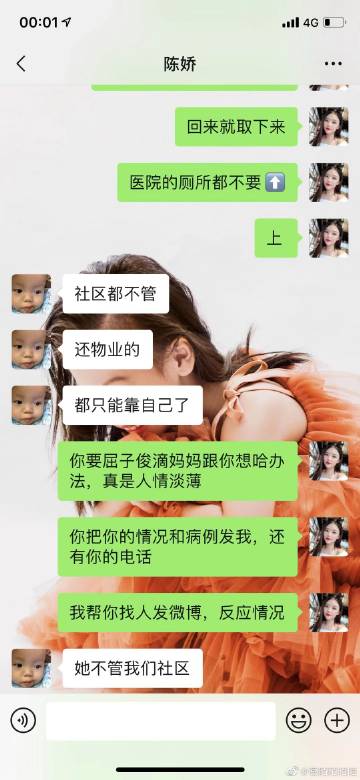 00:01
4G
陈娇
回来就取下来
医院的厕所都不要⬆️
上
社区都不管
还物业的
都只能靠自己了
你要屈子俊滴妈妈跟你想哈办
法，真是人情淡薄
你把你的情况和病例发我，还
有你的电话
我帮你找人发微博，反应情况
她不管我们社区